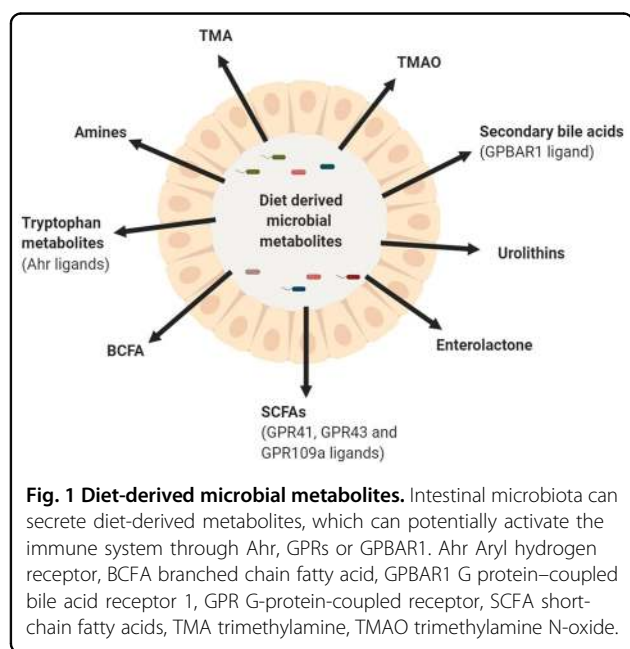 TMA
TMAO
Amines
Secondary bile acids
(GPBAR1 ligand)
Diet derived
microbial
metabolites
Tryptophan
metabolites
(Ahr ligands)
Urolithins
BCFA
Enterolactone
SCFAs
(GPR41, GPR43 and
GPR109a ligands)
Fig. 1 Diet-derived microbial metabolites. Intestinal microbiota can
secrete diet-derived metabolites, which can potentially activate the
immune system through Ahr, GPRs or GPBAR1. Ahr Aryl hydrogen
receptor, BCFA branched chain fatty acid, GPBAR1 G protein–coupled
bile acid receptor 1, GPR G-protein-coupled receptor, SCFA short-
chain fatty acids, TMA trimethylamine, TMAO trimethylamine N-oxide.